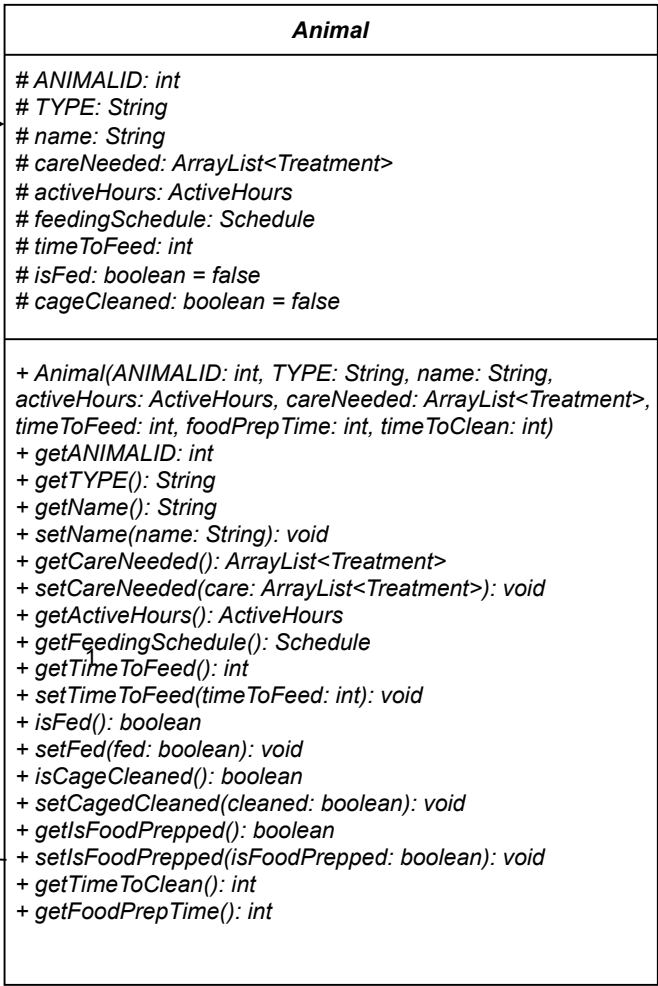 Animal
# ANIMALID: int
# TYPE: String
# name: String
# careNeeded: ArrayList<Treatment>
# activeHours: ActiveHours
# feedingSchedule: Schedule
# timeToFeed: int
# isFed: boolean = false
# cageCleaned: boolean = false
+ Animal(ANIMALID: int, TYPE: String, name: String,
activeHours: ActiveHours, careNeeded: ArrayList<Treatment>,
timeToFeed: int, foodPrepTime: int, timeToClean: int)
+ getANIMALID: int
+ getTYPE(): String
+ getName(): String
+ setName(name: String): void
+ getCareNeeded(): ArrayList<Treatment>
+ setCareNeeded(care: ArrayList<Treatment>): void
+ getActiveHours(): ActiveHours
+ getFeedingSchedule(): Schedule
1
+ getTimeToFeed(): int
+ setTimeToFeed(timeToFeed: int): void
+ isFed(): boolean
+ setFed(fed: boolean): void
+ isCageCleaned(): boolean
+ setCagedCleaned(cleaned: boolean): void
+ getIsFoodPrepped(): boolean
+ setIsFoodPrepped(isFoodPrepped: boolean): void
+ getTimeToClean(): int
+ getFoodPrepTime(): int